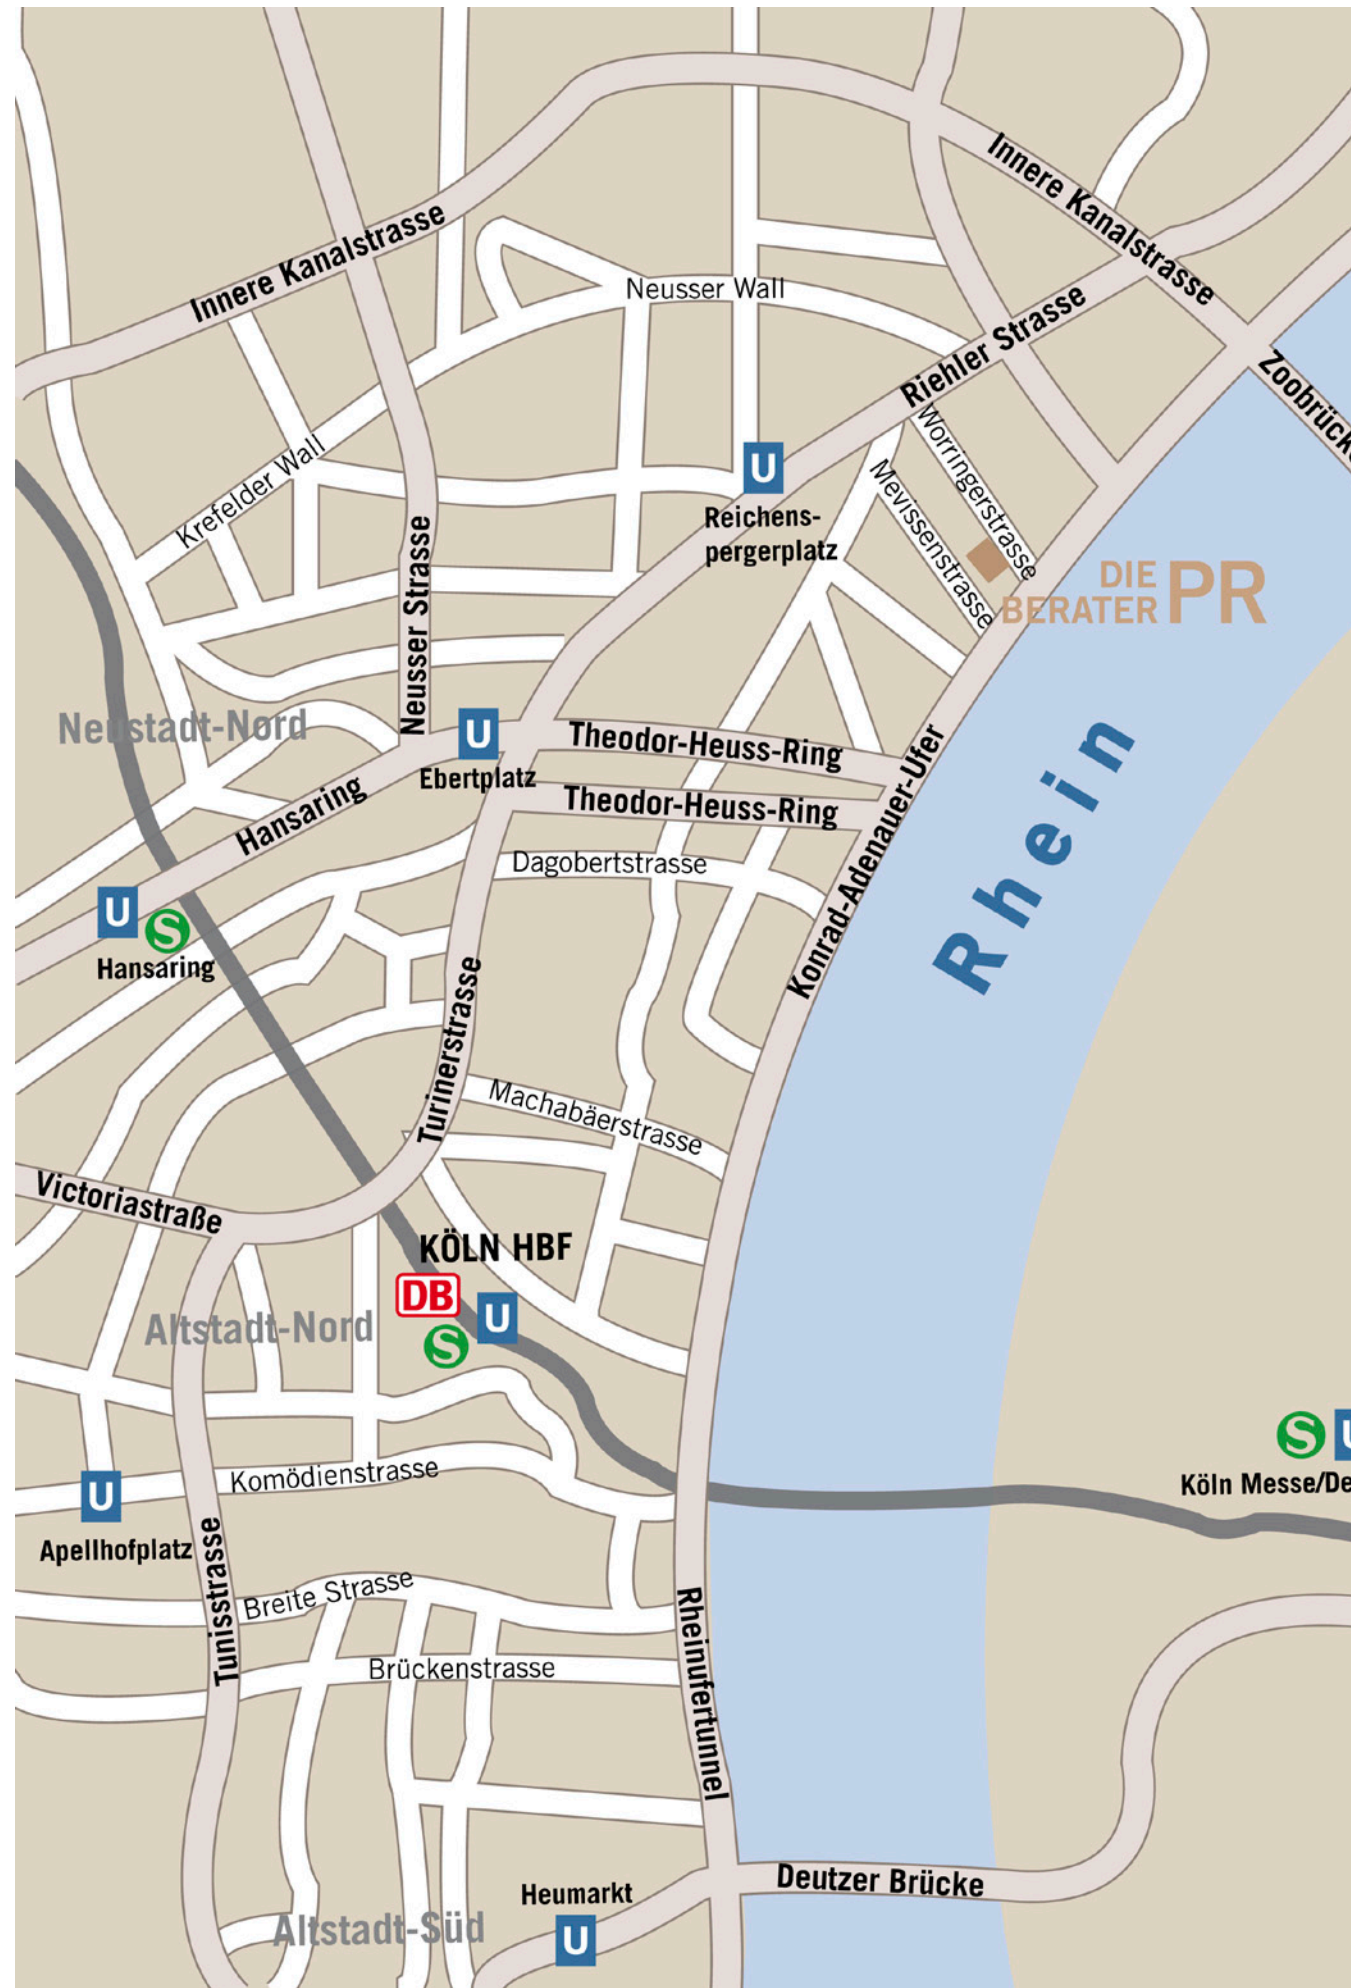 Innere Kanalstrasse
Innere Kanalstrasse
Neusser Wall
Riehler Strasse
Zoobrück
Worringerstrasse
Krefelder Wall
U
Mevissenstrasse
Reichens-
pergerplatz
Neusser Strasse
DIE
BERATER PR
Neustadt-Nord
U
Ebertplatz
Theodor-Heuss-Ring
Theodor-Heuss-Ring
Hansaring
Konrad-Adenauer-Ufer
Rhein
Dagobertstrasse
U
S
Hansaring
Turinerstrasse
Machabäerstrasse
Victoriastraße
KÖLN HBF
DB
U
S
Altstadt-Nord
S
U
Köln Messe/De
Komödienstrasse
U
Apellhofplatz
Tunisstrasse
Breite Strasse
Rheinufertunnel
Brückenstrasse
Deutzer Brücke
Heumarkt
U
Altstadt-Süd